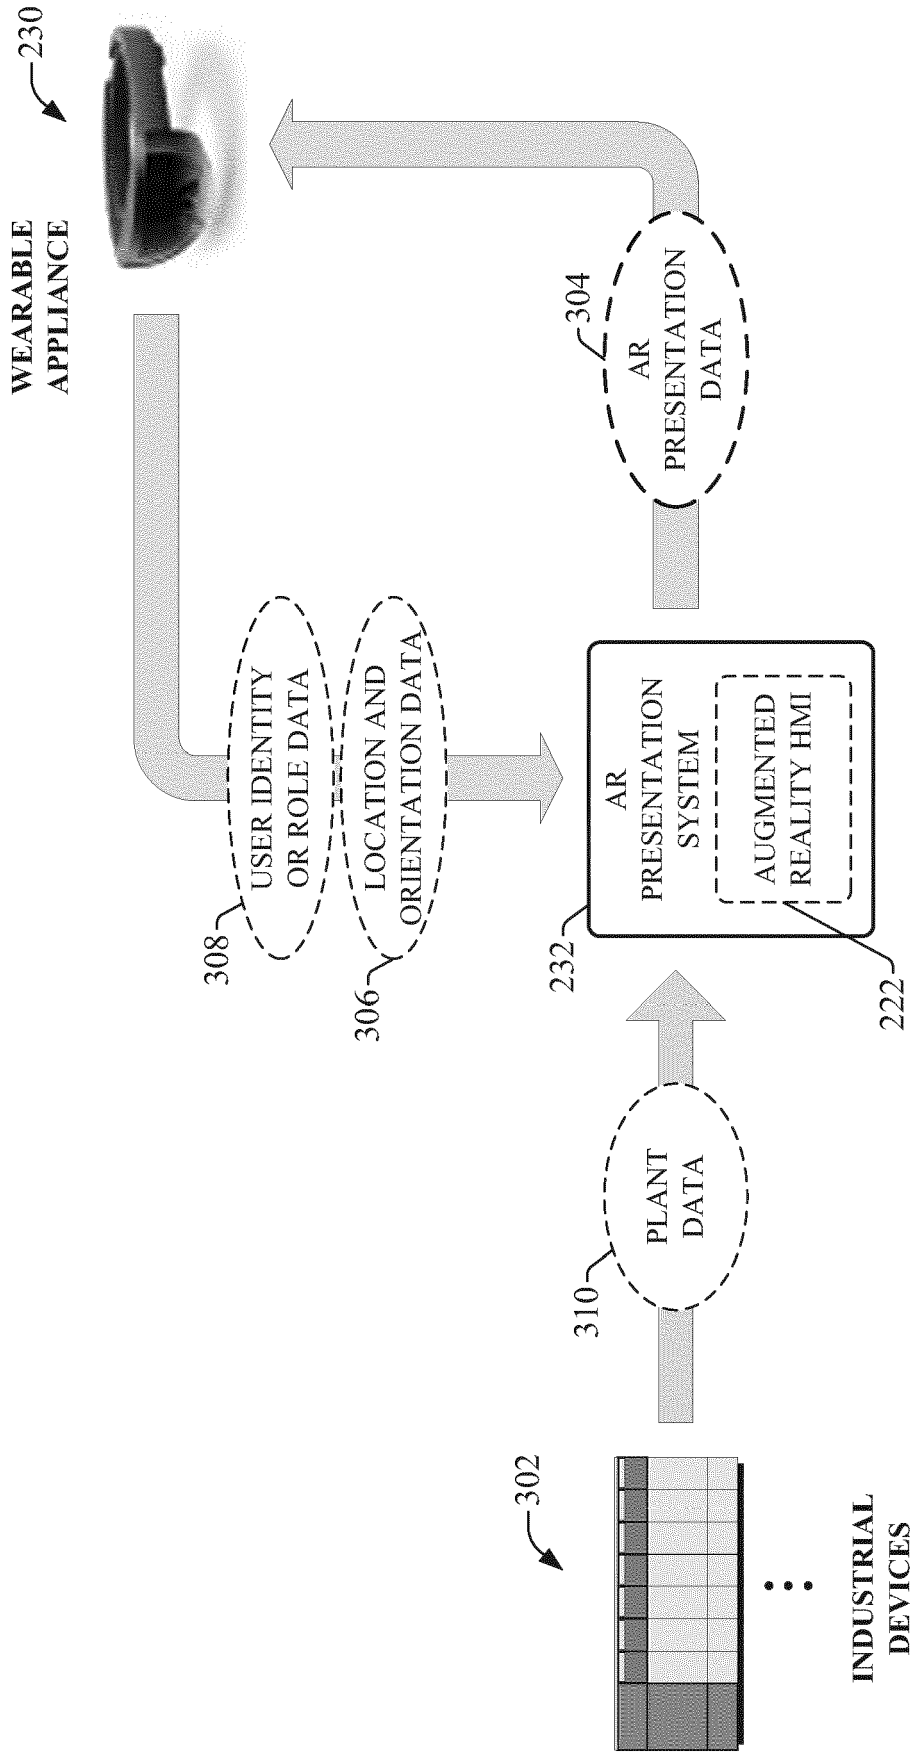 WEARABLE
APPLIANCE
230
USER IDENTITY
OR ROLE DATA
308
LOCATION AND
ORIENTATION DATA
306
302
INDUSTRIAL
DEVICES
310
PLANT
DATA
232
AR
PRESENTATION
SYSTEM
AUGMENTED
REALITY HMI
222
304
AR
PRESENTATION
DATA